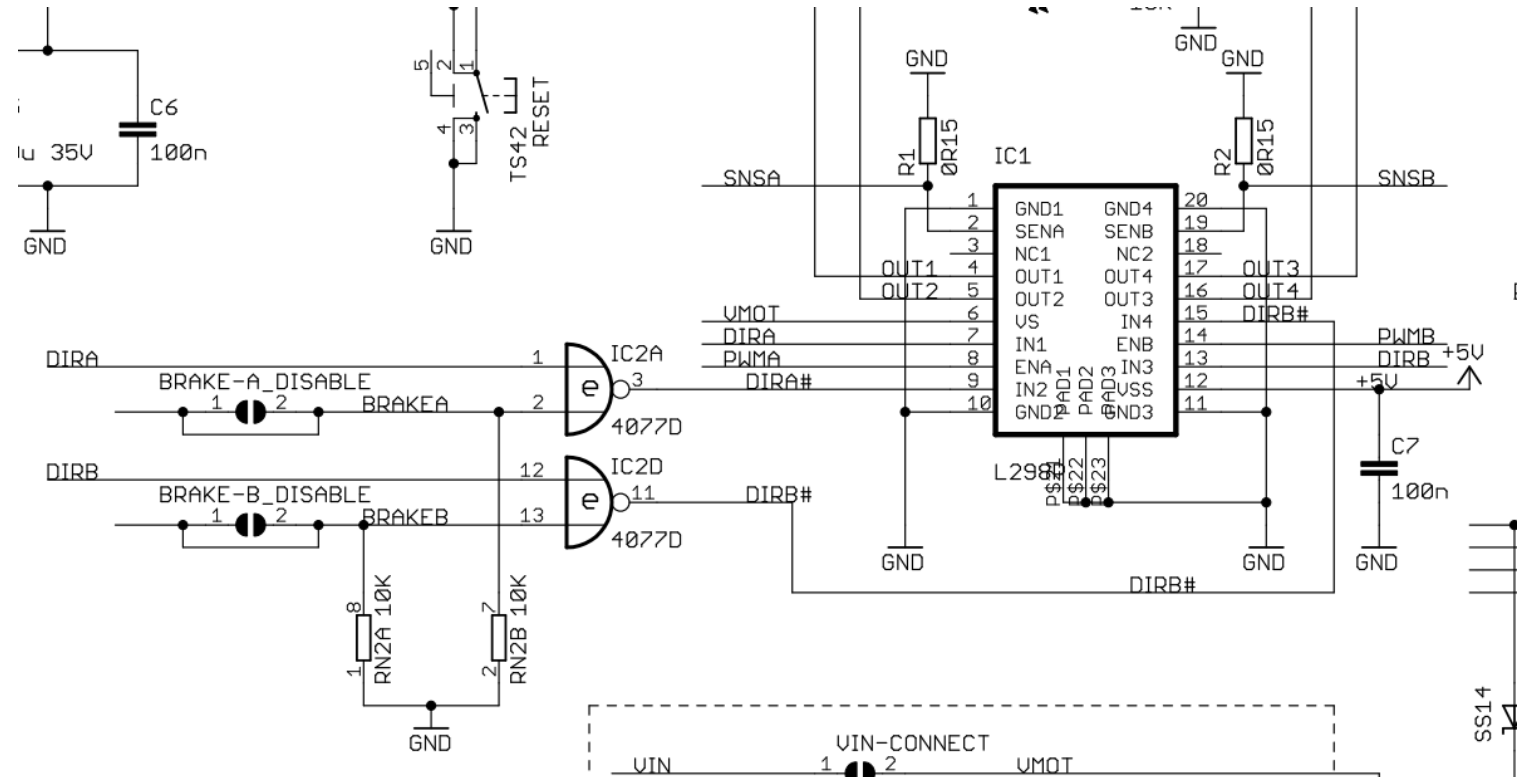 GND
GND
GND
5
2
1
4
3
TS42
RESET
C6
100n
35V
GND
GND
R1
0R15
R2
0R15
IC1
SNSA
SNSB
1
2
3
4
5
6
7
8
9
10
GND1
SENA
NC1
OUT1
OUT2
VS
IN1
ENA
IN2
GND2
GND4
SENB
NC2
OUT4
OUT3
IN4
ENB
IN3
VSS
GND3
20
19
18
17
16
15
14
13
12
11
PAD1
PAD2
PAD3
OUT1
OUT2
VMOT
DIRA
PWMA
DIRA#
OUT3
OUT4
DIRB#
PWMB
DIRB
+5V
+5V
L298P
P$21
P$22
P$23
C7
100n
GND
GND
GND
DIRB#
DIRA
1
IC2A
BRAKE-A_DISABLE
1
2
BRAKEA
2
e
3
4077D
DIRB
12
IC2D
BRAKE-B_DISABLE
1
2
BRAKEB
13
e
11
DIRB#
4077D
8
1
RN2A
10K
7
2
RN2B
10K
GND
VIN-CONNECT
VIN
1
2
VMOT
SS14